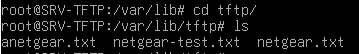 root@SRV-TFTP:/var/lib# cd tftp/
root@SRV-TFTP:/var/lib/tftp# ls
anetgear.txt  netgear-test.txt  netgear.txt